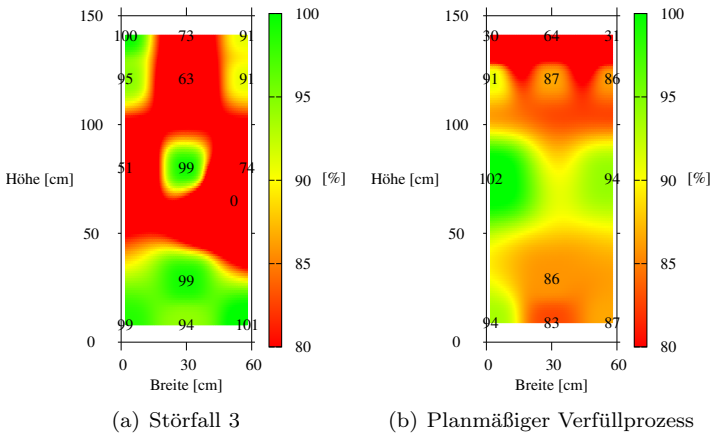 150
100
50
0
Höhe [cm]
100 73 91
95 63 91
51 99 74
0
99
99 94 101
0 30 60
Breite [cm]
100
95
90
85
80
[%]
(a) Störfall 3
150
100
50
0
Höhe [cm]
30 64 31
91 87 86
102 94
86
94 83 87
0 30 60
Breite [cm]
100
95
90
85
80
[%]
(b) Planmäßiger Verfüllprozess